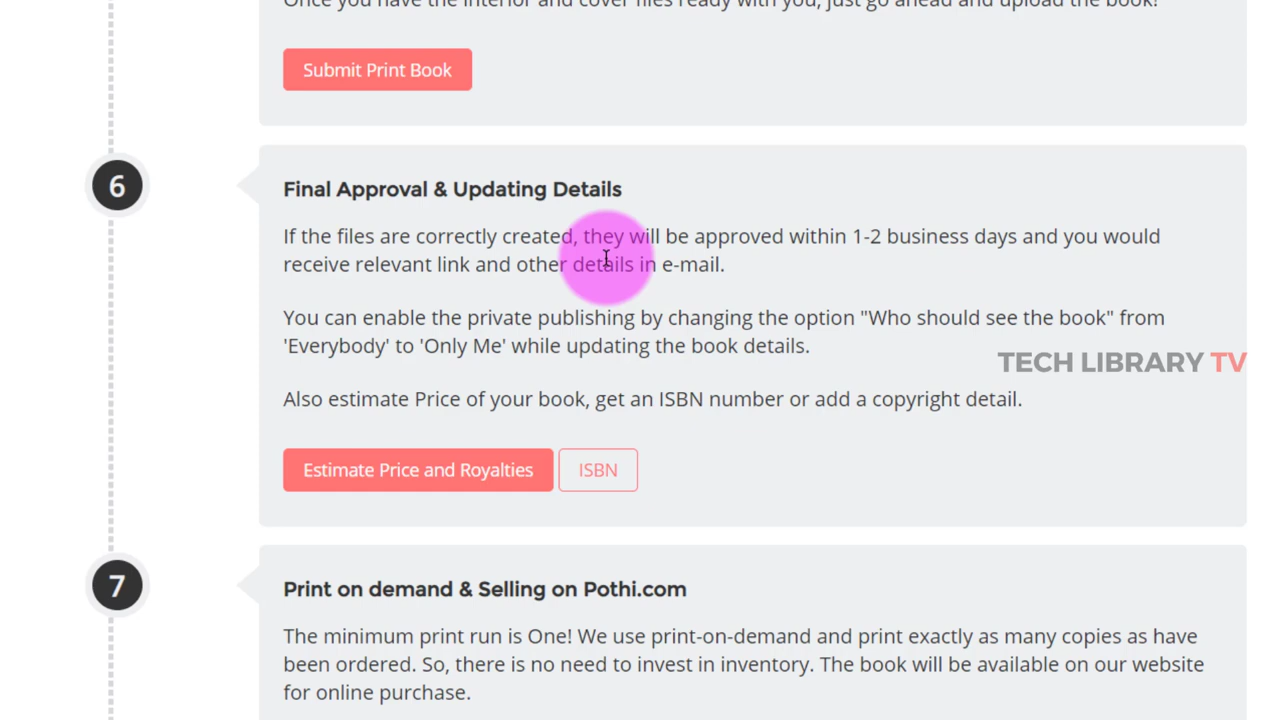 Once you have the interior and cover files ready with you, just go ahead and upload the book!
Submit Print Book
6
Final Approval & Updating Details
If the files are correctly created, they will be approved within 1-2 business days and you would
receive relevant link and other details in e-mail.
You can enable the private publishing by changing the option "Who should see the book" from
'Everybody' to 'Only Me' while updating the book details.
TECH LIBRARY TV
Also estimate Price of your book, get an ISBN number or add a copyright detail.
Estimate Price and Royalties
ISBN
7
Print on demand & Selling on Pothi.com
The minimum print run is One! We use print-on-demand and print exactly as many copies as have
been ordered. So, there is no need to invest in inventory. The book will be available on our website
for online purchase.